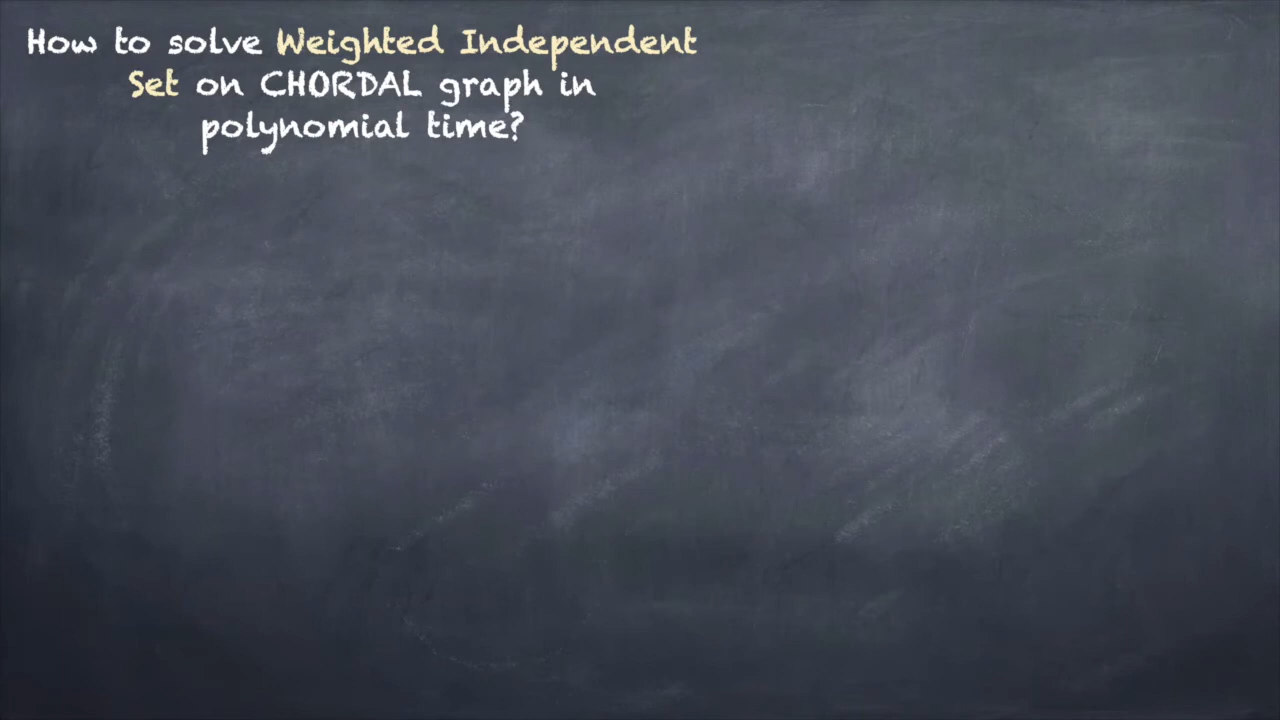 How to solve Weighted Independent
Set on CHORDAL graph in
polynomial time?